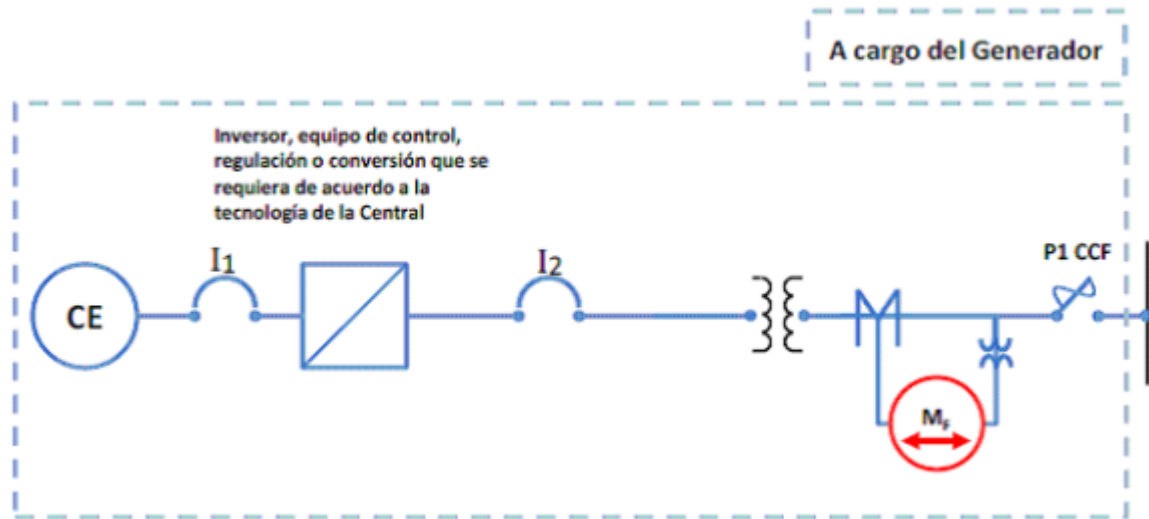 A cargo del Generador
Inversor, equipo de control,
regulación o conversión que se
requiera de acuerdo a la
tecnología de la Central
I1
I2
P1 CCF
CE
MF